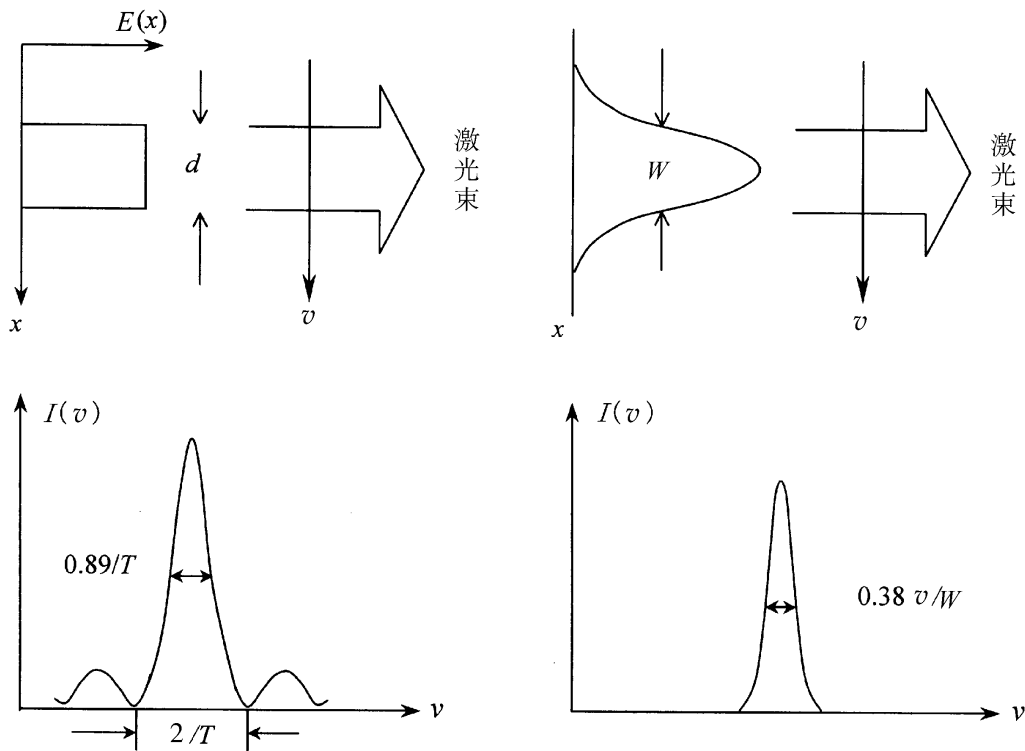 E(x)
d
激光束
v
x
W
激光束
v
x
I(ν)
0.89/T
2/T
ν
I(ν)
0.38 v/W
ν